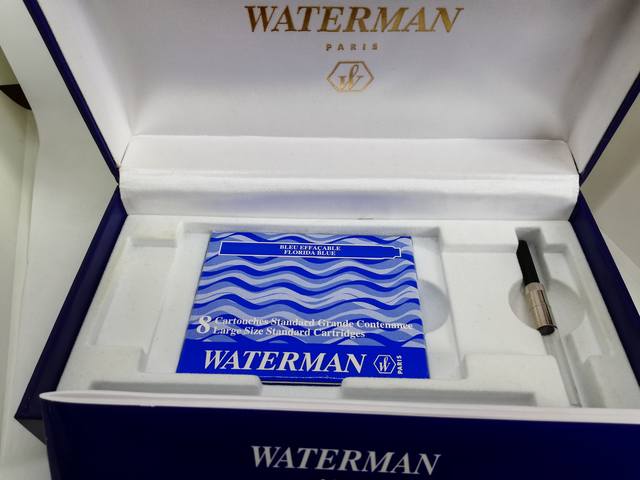 WATERMAN
PARIS
BLEU EFFAÇABLE
FLORIDA BLUE
8 Cartouches Standard Grande Contenance
Large Size Standard Cartridges
WATERMAN
PARIS
WATERMAN